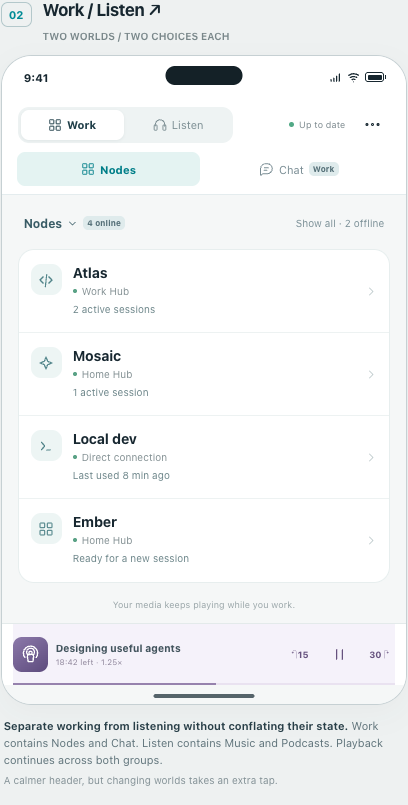 02 Work / Listen ↗
TWO WORLDS / TWO CHOICES EACH
9:41
Work Listen Up to date •••
Nodes Chat Work
Nodes 4 online Show all · 2 offline
Atlas
Work Hub
2 active sessions
Mosaic
Home Hub
1 active session
Local dev
Direct connection
Last used 8 min ago
Ember
Home Hub
Ready for a new session
Your media keeps playing while you work.
Designing useful agents
18:42 left · 1.25×
15 30
Separate working from listening without conflating their state. Work
contains Nodes and Chat. Listen contains Music and Podcasts. Playback
continues across both groups.
A calmer header, but changing worlds takes an extra tap.